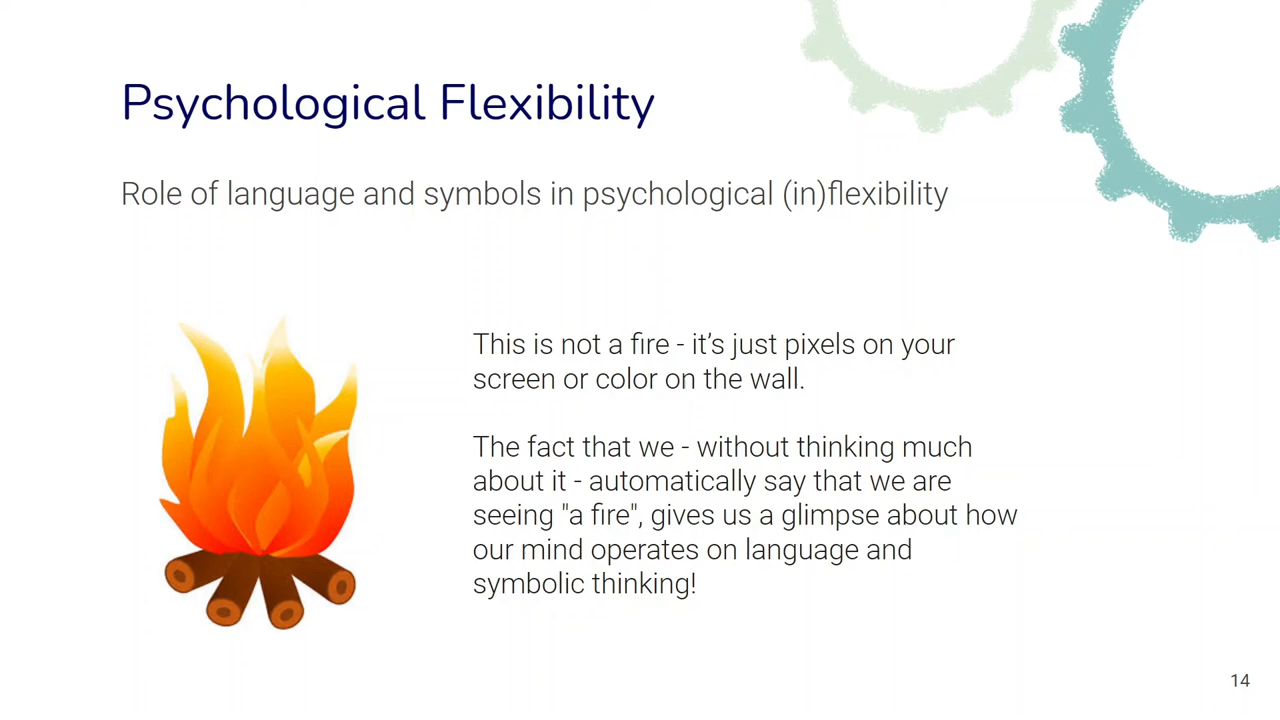 Psychological Flexibility
Role of language and symbols in psychological (in)flexibility
This is not a fire - it’s just pixels on your
screen or color on the wall.
The fact that we - without thinking much
about it - automatically say that we are
seeing "a fire", gives us a glimpse about how
our mind operates on language and
symbolic thinking!
14